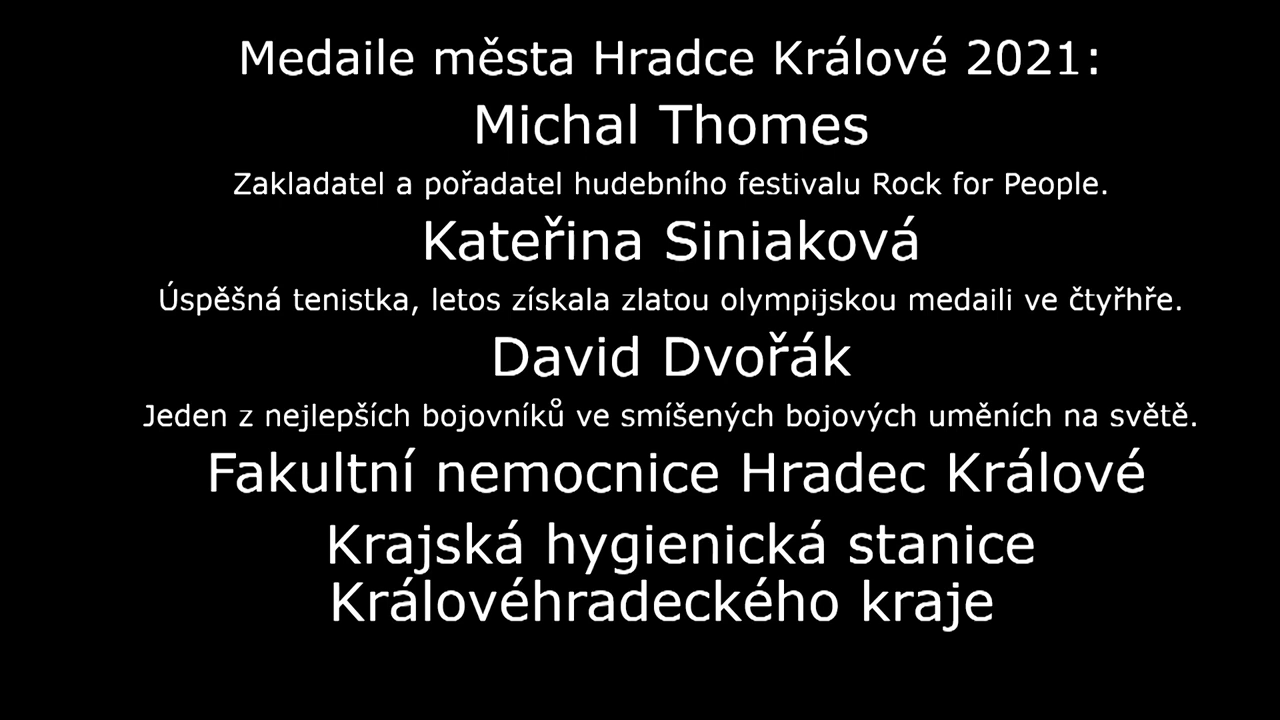 Medaile města Hradce Králové 2021:
Michal Thomes
Zakladatel a pořadatel hudebního festivalu Rock for People.
Kateřina Siniaková
Úspěšná tenistka, letos získala zlatou olympijskou medaili ve čtyřhře.
David Dvořák
Jeden z nejlepších bojovníků ve smíšených bojových uměních na světě.
Fakultní nemocnice Hradec Králové
Krajská hygienická stanice
Královéhradeckého kraje